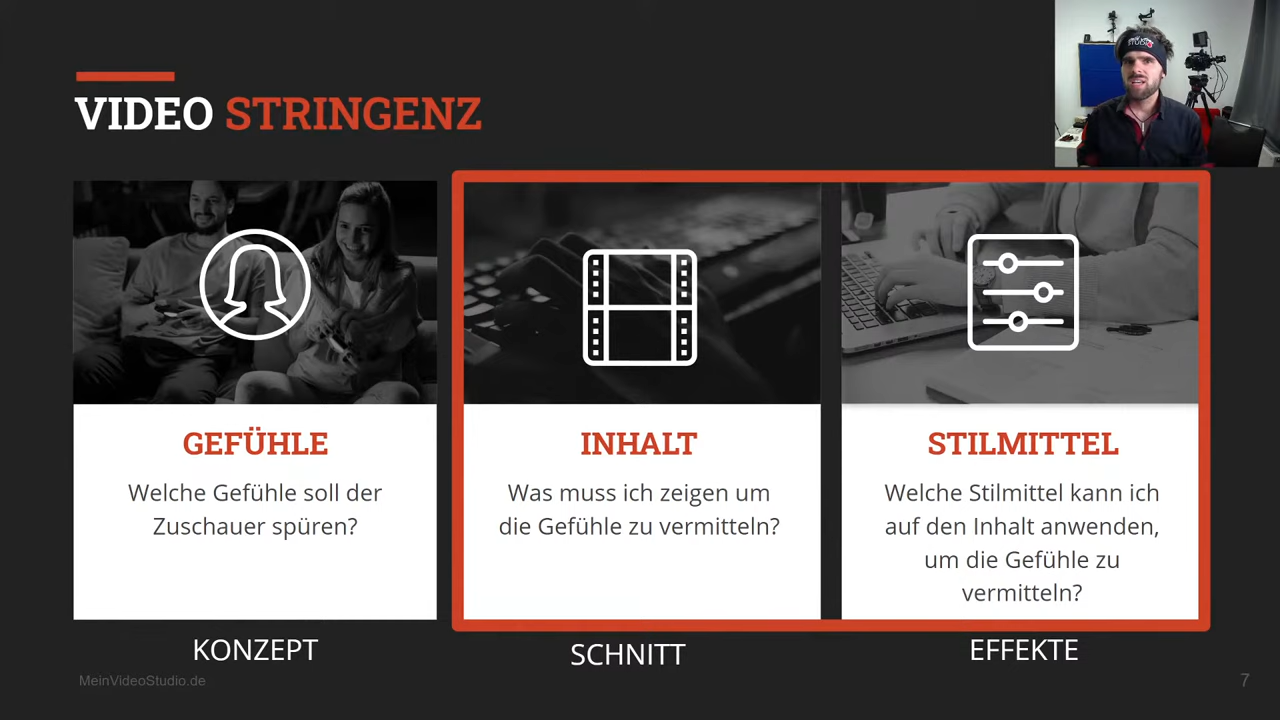 VIDEO STRINGENZ
GEFÜHLE
Welche Gefühle soll der
Zuschauer spüren?
KONZEPT
INHALT
Was muss ich zeigen um
die Gefühle zu vermitteln?
SCHNITT
STILMITTEL
Welche Stilmittel kann ich
auf den Inhalt anwenden,
um die Gefühle zu
vermitteln?
EFFEKTE
MeinVideoStudio.de
7